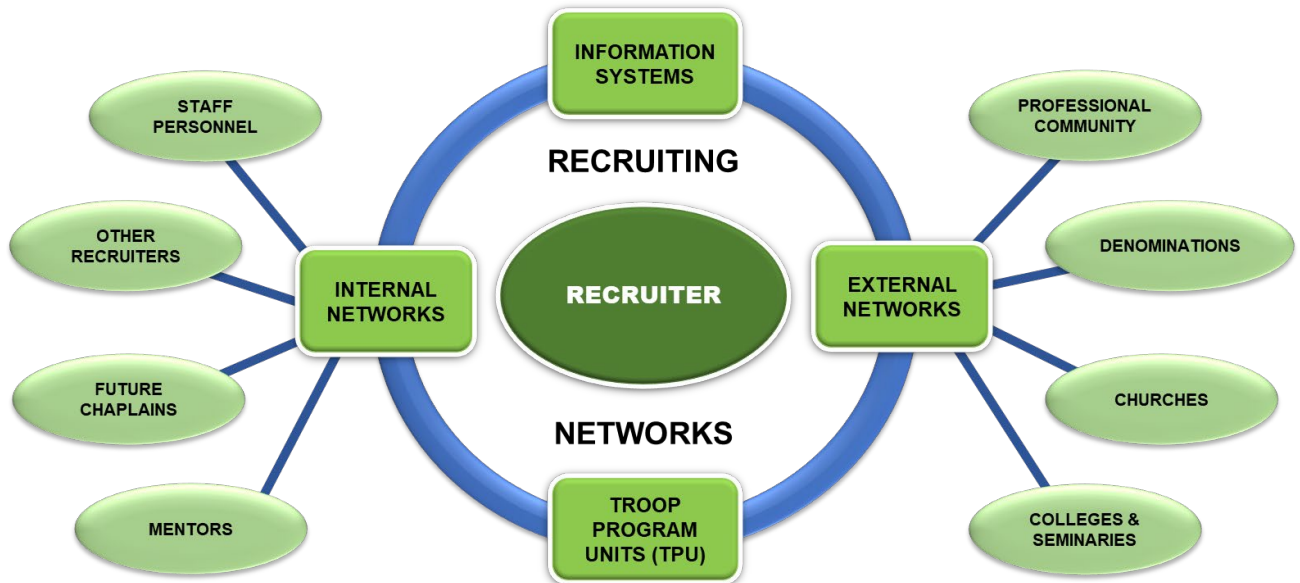 INFORMATION
SYSTEMS
STAFF
PERSONNEL
PROFESSIONAL
COMMUNITY
RECRUITING
OTHER
RECRUITERS
DENOMINATIONS
INTERNAL
NETWORKS
RECRUITER
EXTERNAL
NETWORKS
FUTURE
CHAPLAINS
CHURCHES
NETWORKS
MENTORS
TROOP
PROGRAM
UNITS (TPU)
COLLEGES &
SEMINARIES